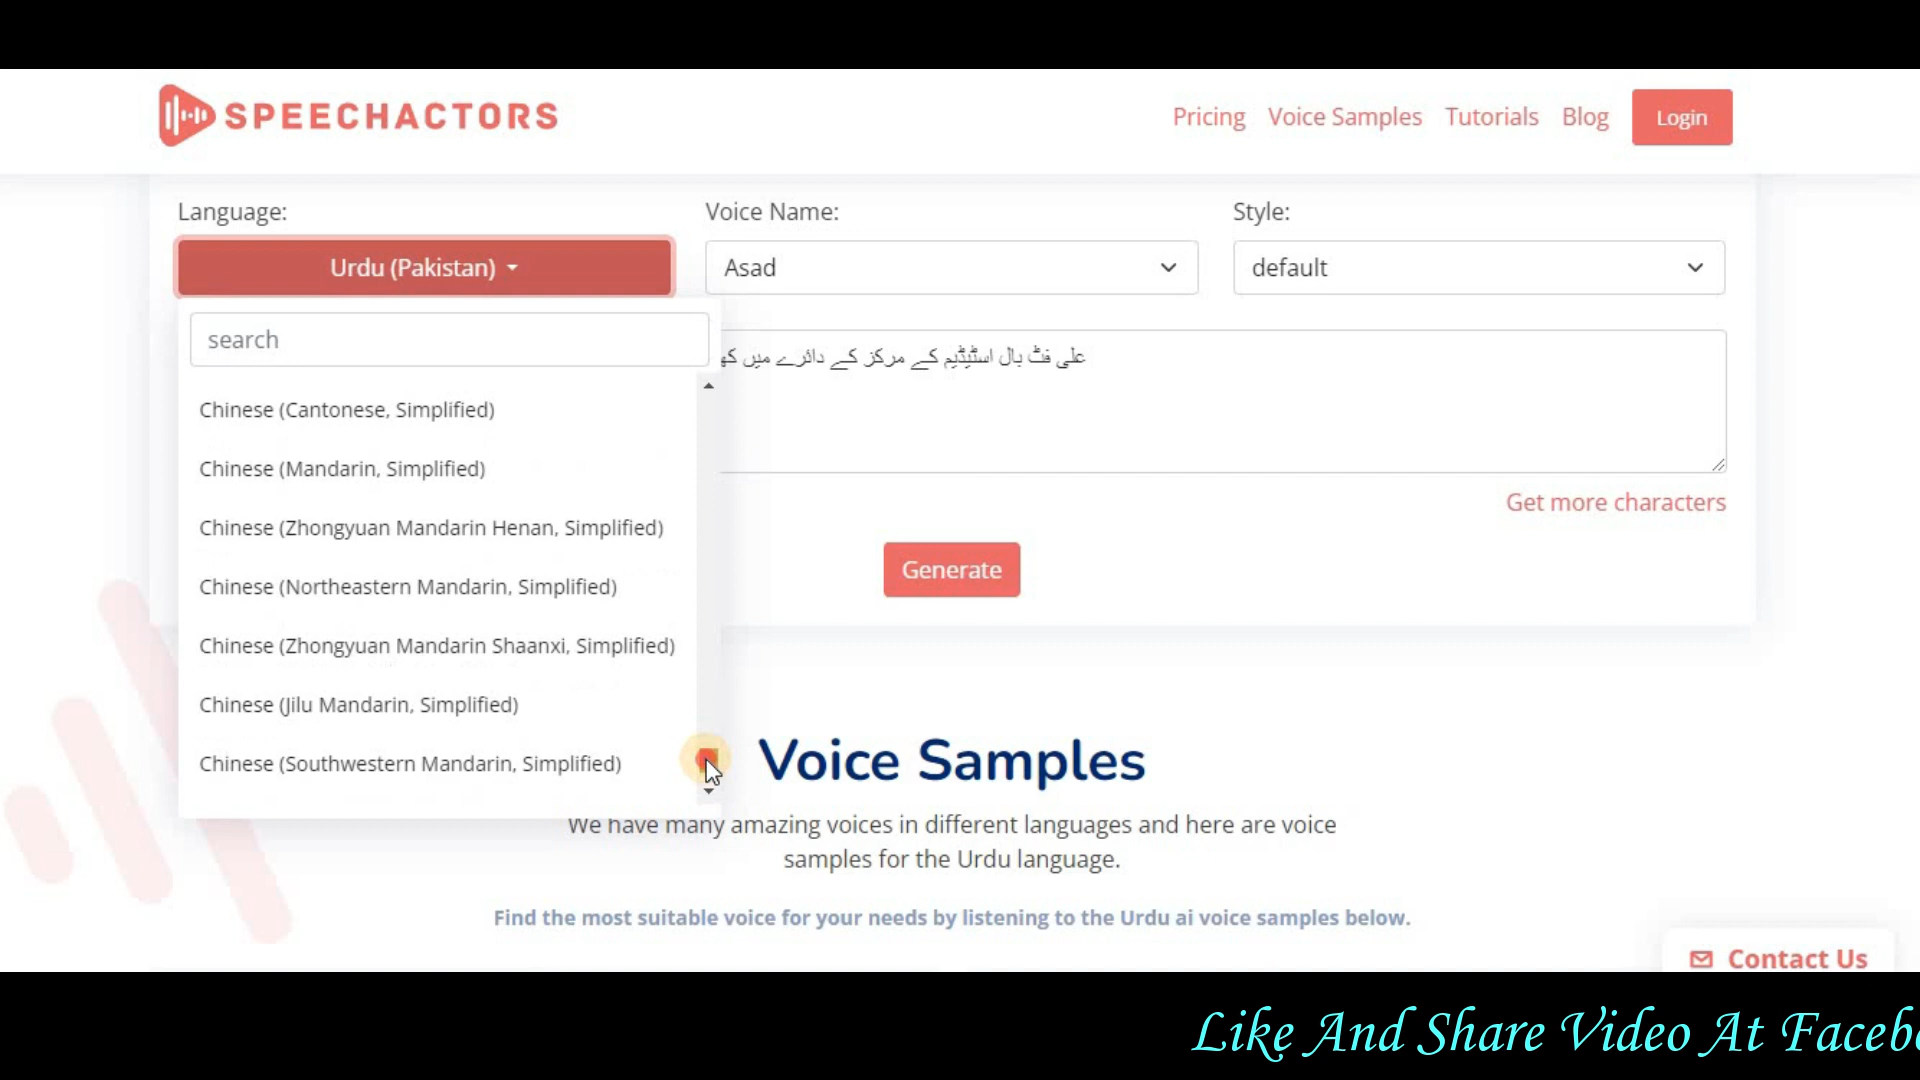 SPEECHACTORS
Pricing Voice Samples Tutorials Blog Login
Language: Voice Name: Style:
Urdu (Pakistan) Asad default
search
علی فٹ بال اسٹیڈیم کے مرکز کے دائرے میں
Chinese (Cantonese, Simplified)
Chinese (Mandarin, Simplified)
Get more characters
Chinese (Zhongyuan Mandarin Henan, Simplified)
Generate
Chinese (Northeastern Mandarin, Simplified)
Chinese (Zhongyuan Mandarin Shaanxi, Simplified)
Chinese (Jilu Mandarin, Simplified)
Chinese (Southwestern Mandarin, Simplified)
Voice Samples
We have many amazing voices in different languages and here are voice
samples for the Urdu language.
Find the most suitable voice for your needs by listening to the Urdu ai voice samples below.
Contact Us
Like And Share Video At